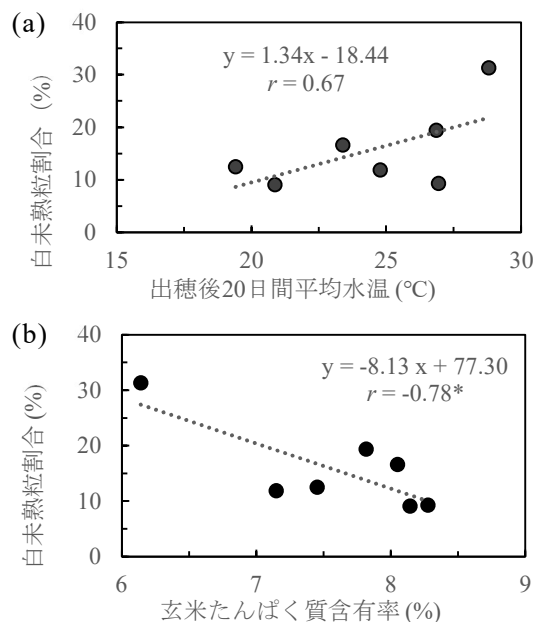 (a)
40
30
20
10
0
白未熟粒割合 (%)
y = 1.34x - 18.44
r = 0.67
15 20 25 30
出穂後20日間平均水温 (℃)
(b)
40
30
20
10
0
白未熟粒割合 (%)
y = -8.13 x + 77.30
r = -0.78*
6 7 8 9
玄米たんぱく質含有率 (%)